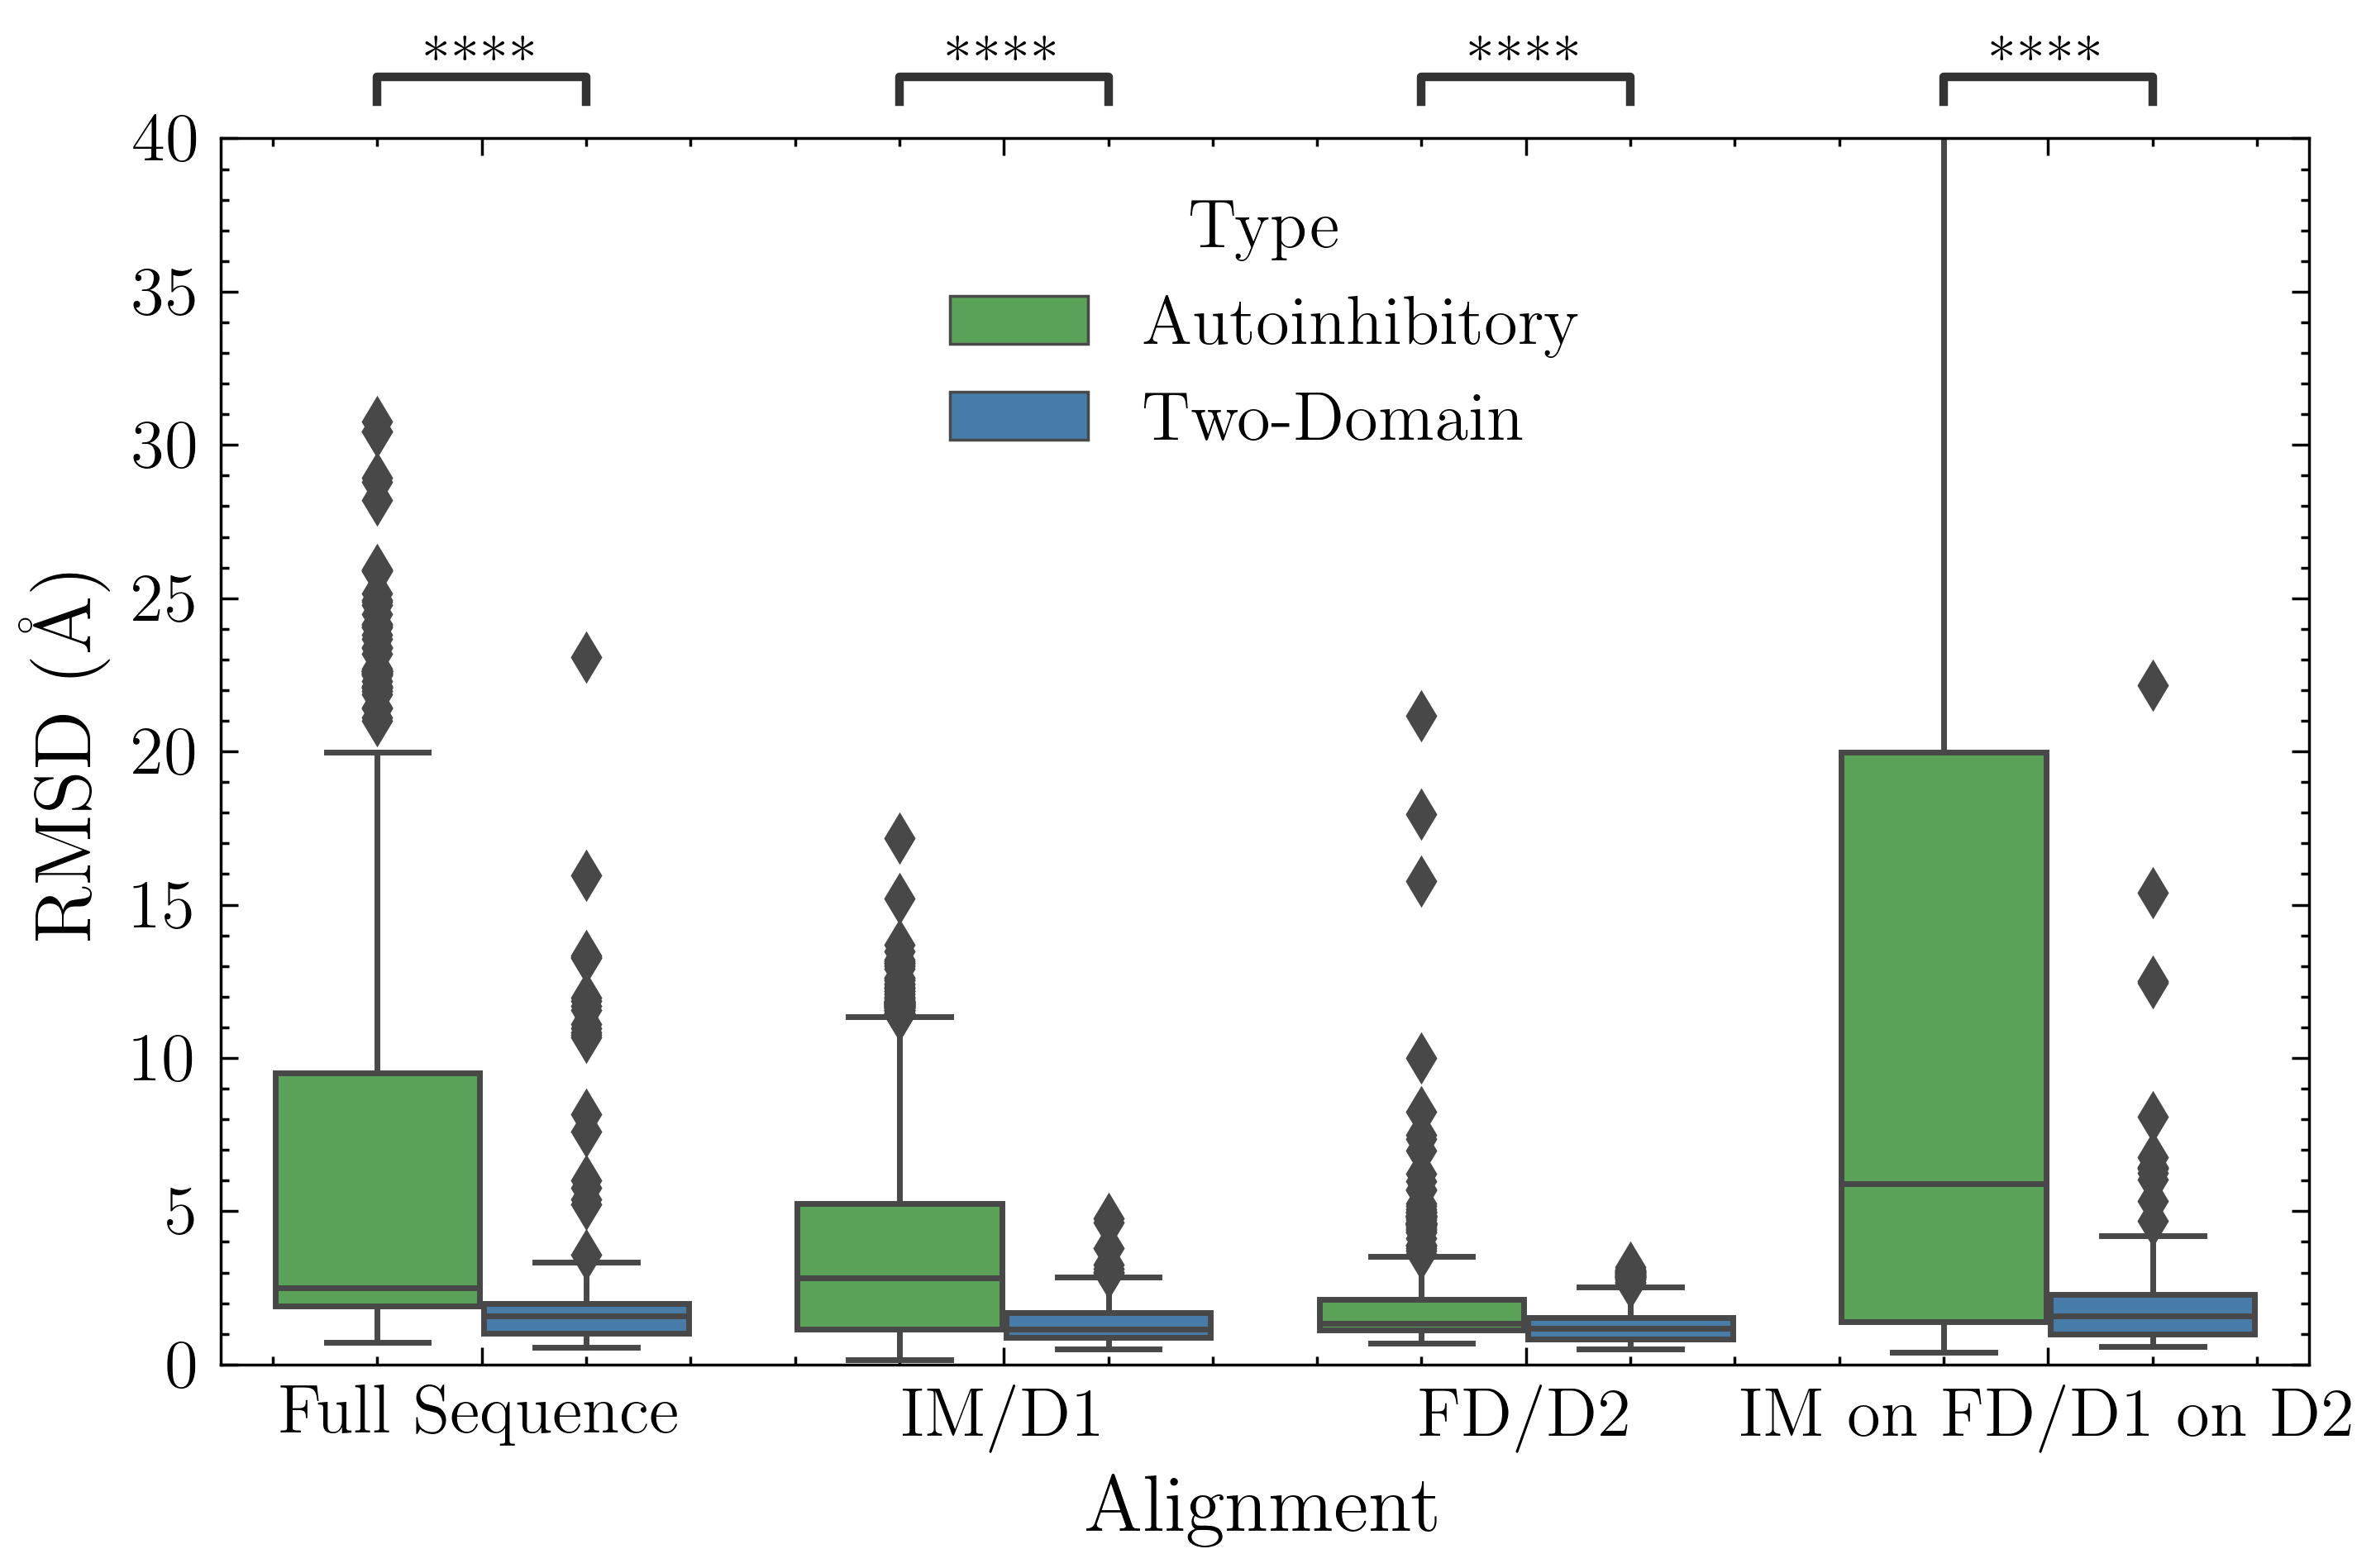 **** **** **** ****
40
35
30
25
20
15
10
5
0
RMSD (Å)
Type
Autoinhibitory
Two-Domain
Full Sequence IM/D1 FD/D2 IM on FD/D1 on D2
Alignment